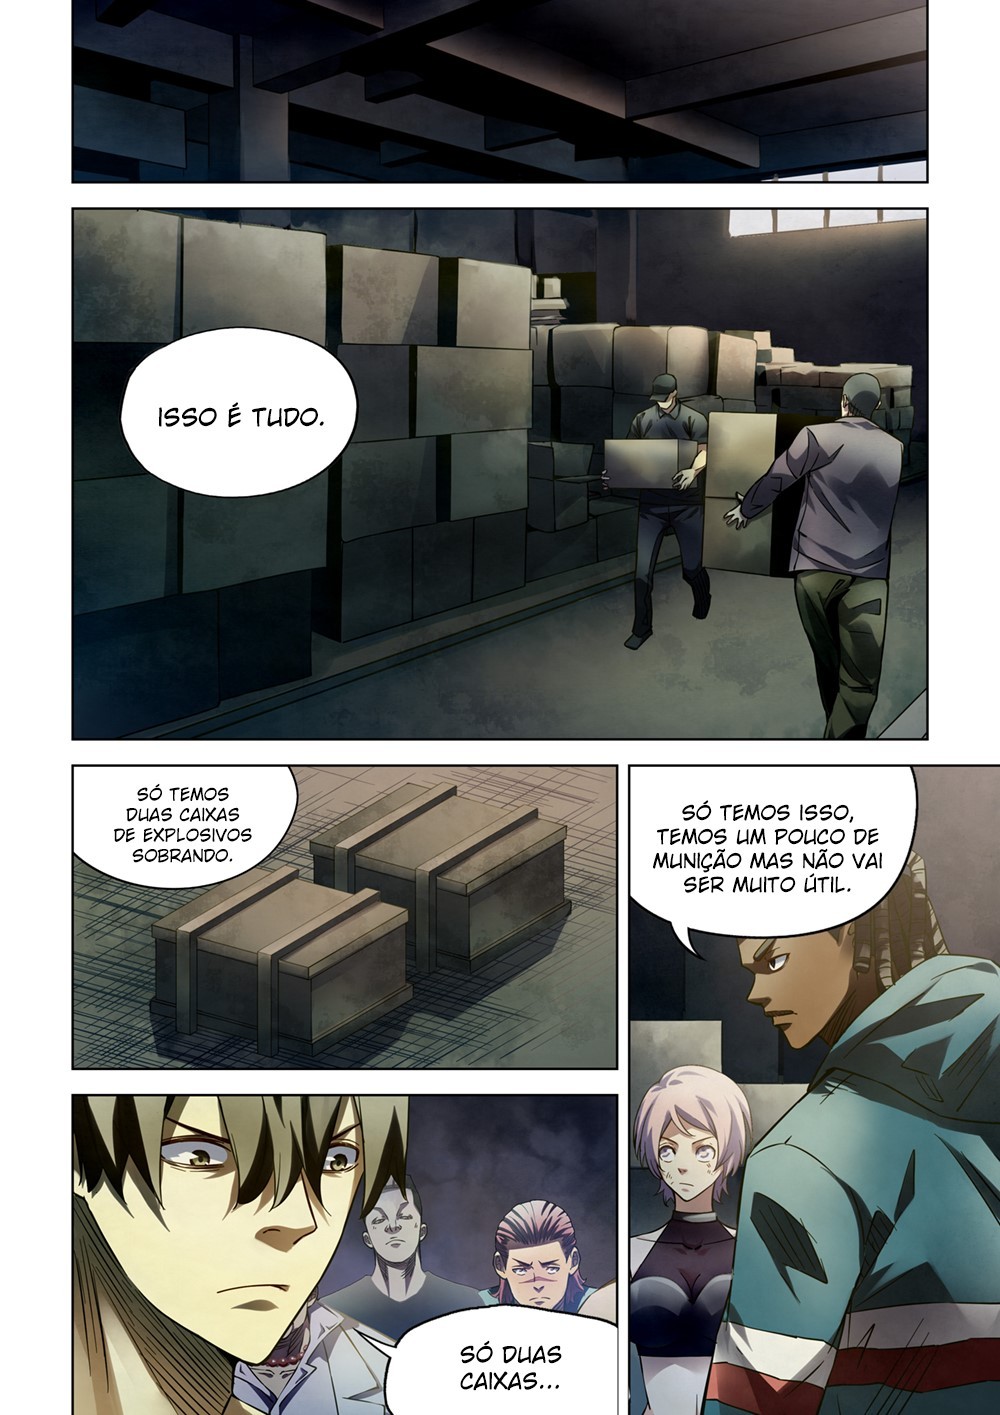 ISSO É TUDO.
SÓ TEMOS
DUAS CAIXAS
DE EXPLOSIVOS
SOBRANDO.
SÓ TEMOS ISSO,
TEMOS UM POUCO DE
MUNIÇÃO MAS NÃO VAI
SER MUITO ÚTIL.
SÓ DUAS
CAIXAS...